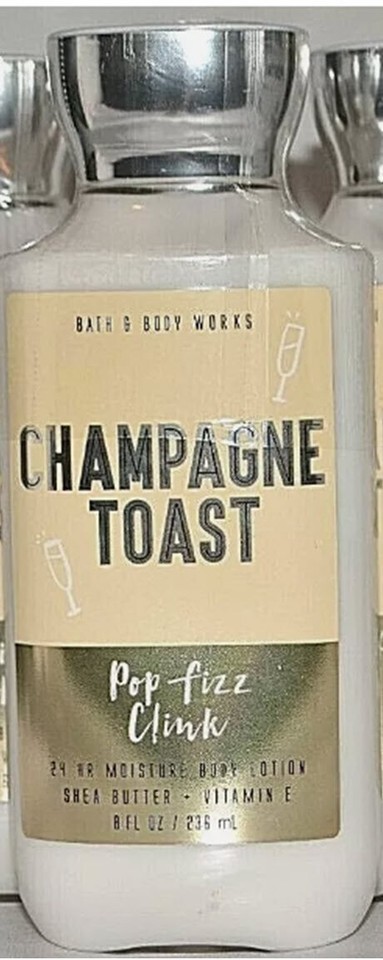 BATH & BODY WORKS
CHAMPAGNE
TOAST
Pop fizz
Clink
24 HR MOISTURE BODY LOTION
SHEA BUTTER + VITAMIN E
8 FL OZ / 236 mL